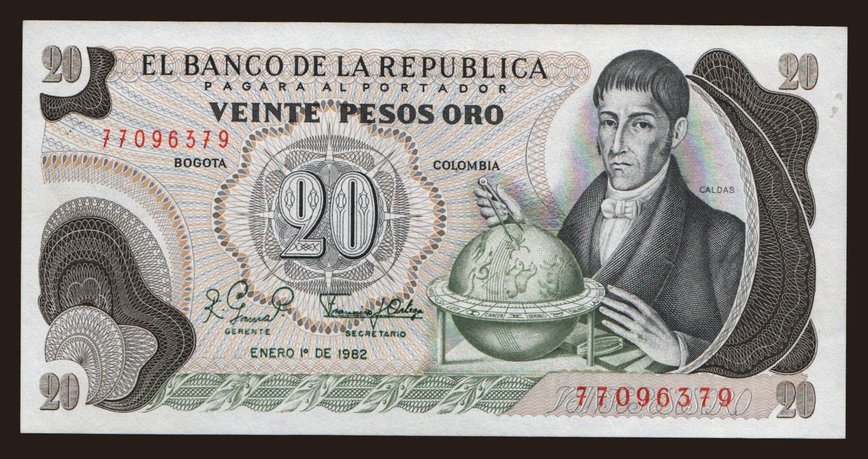 20
20
EL BANCO DE LA REPUBLICA
PAGARA AL PORTADOR
VEINTE PESOS ORO
77096379
BOGOTA
COLOMBIA
CALDAS
20
GERENTE
SECRETARIO
ENERO 1º DE 1982
77096379
20
20